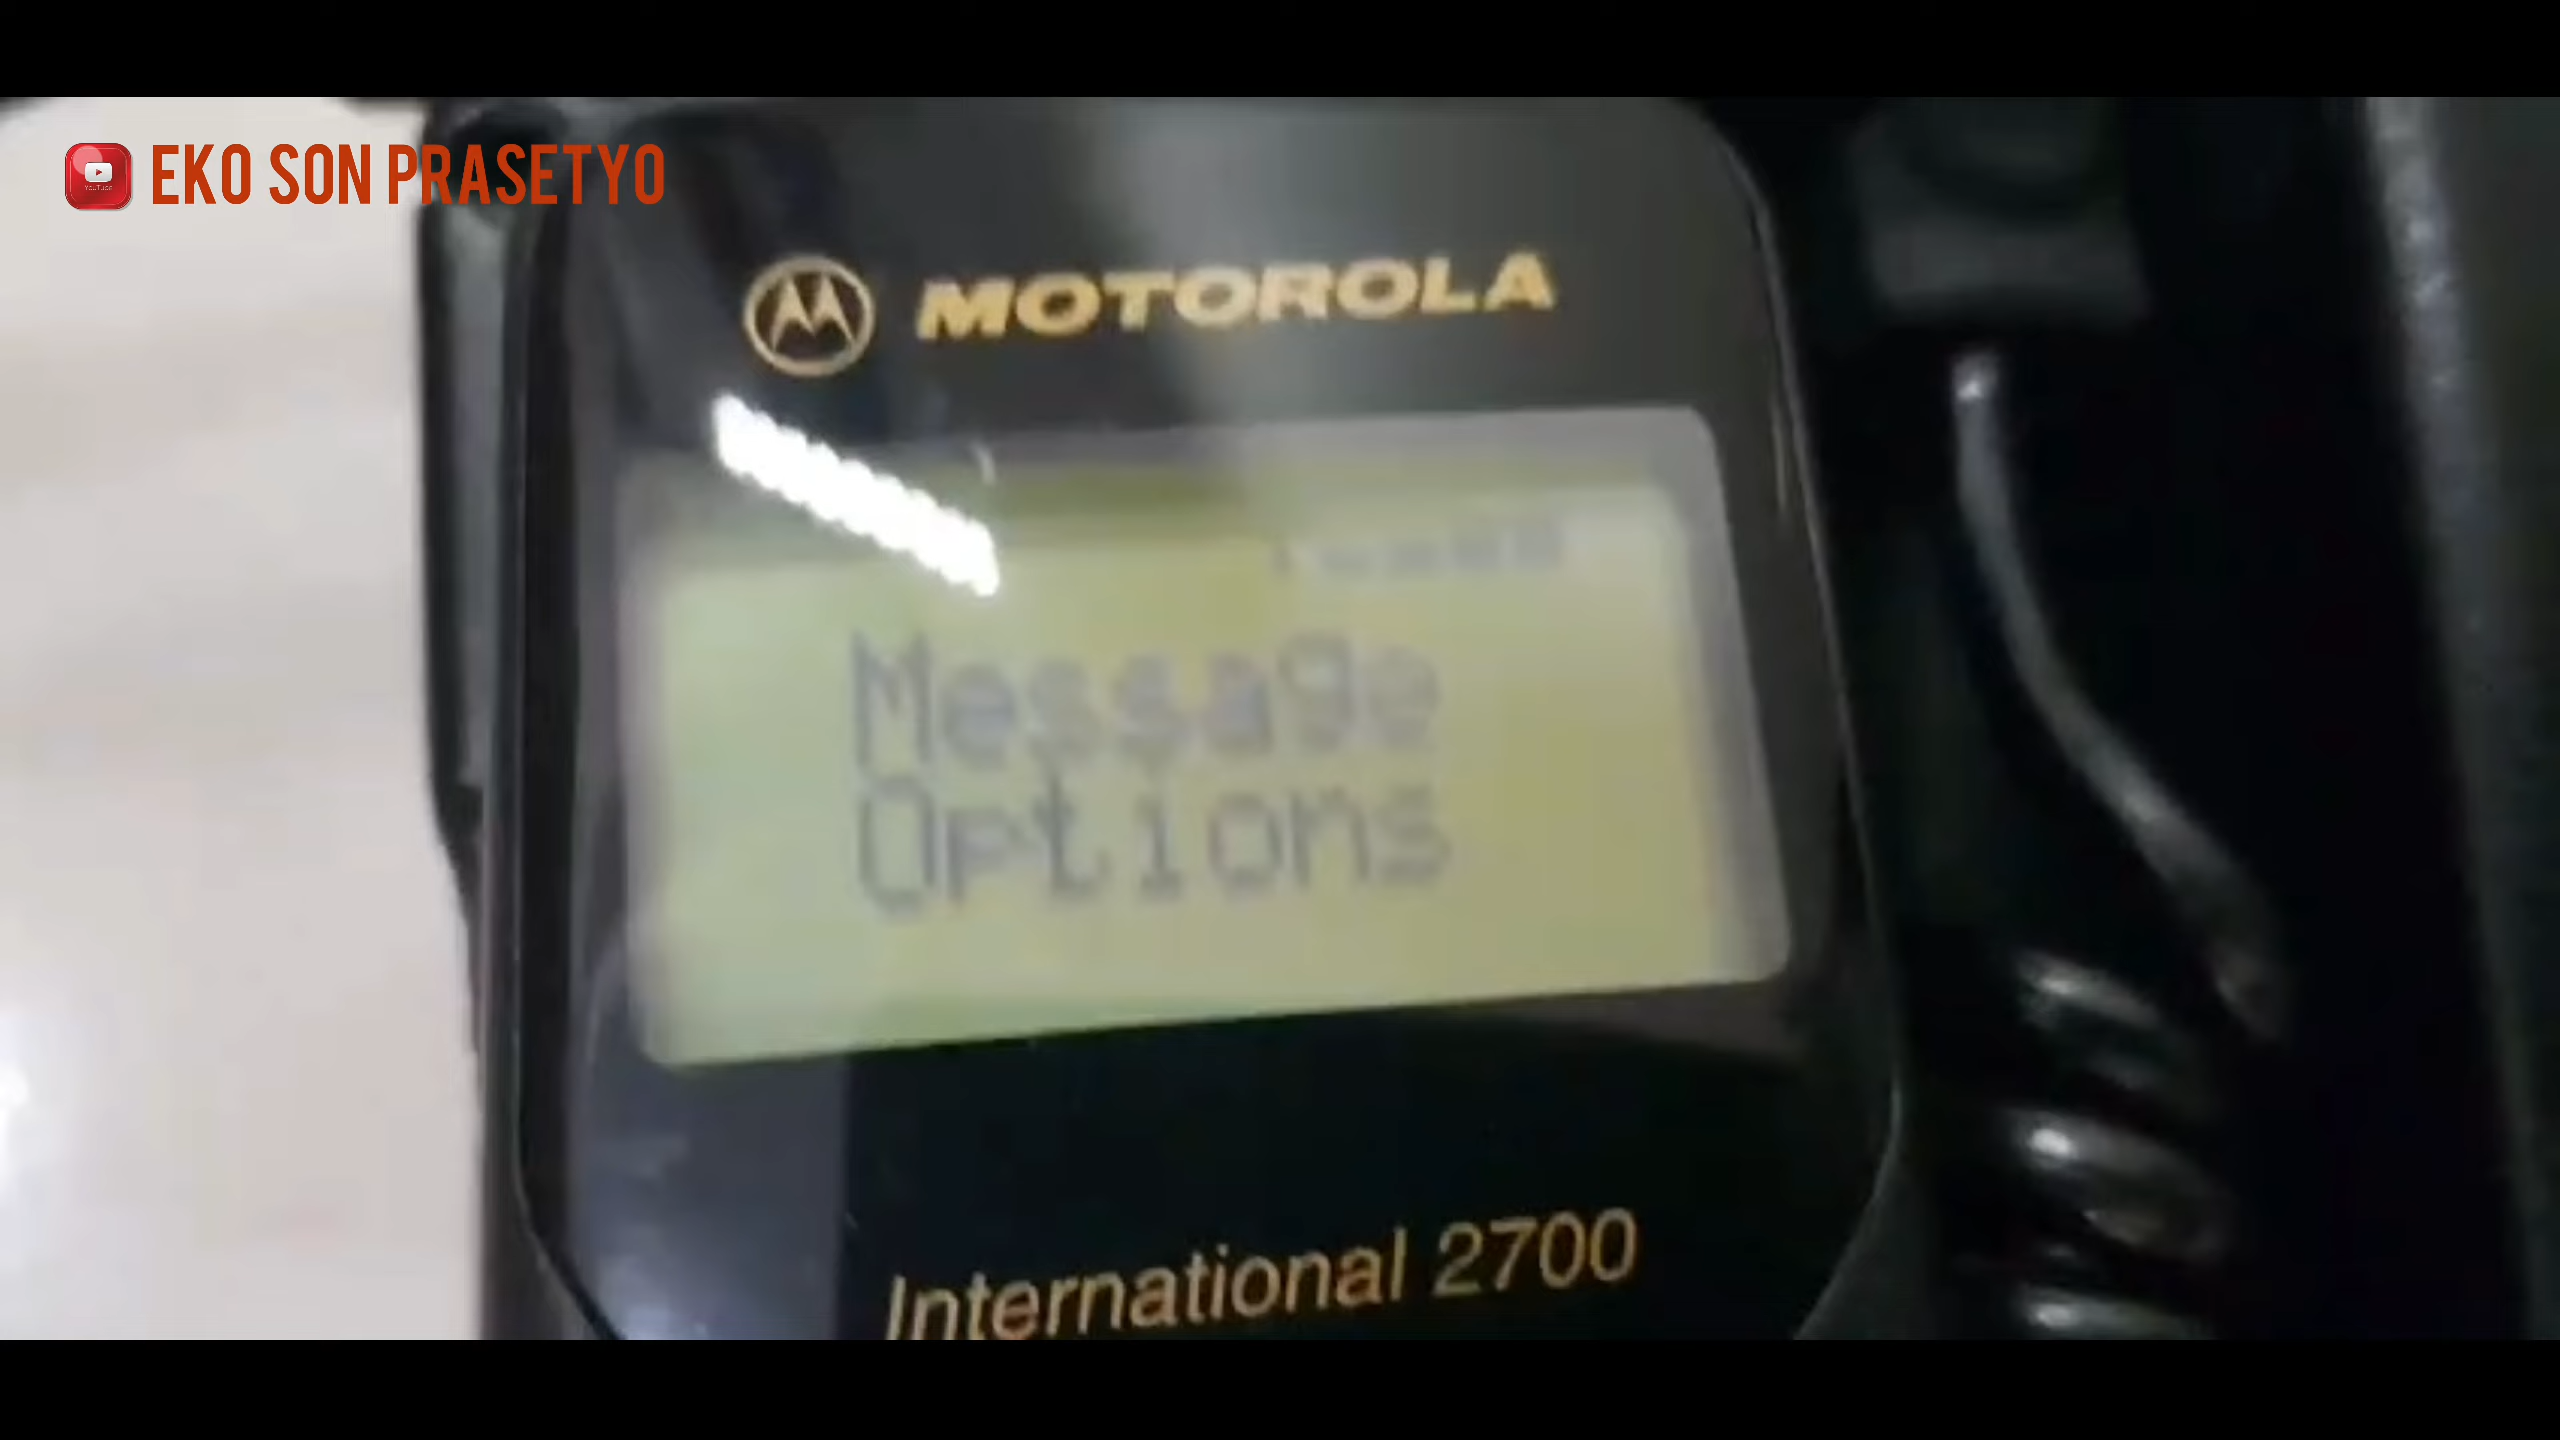 EKO SON PRASETYO
MOTOROLA
Message
Options
International 2700